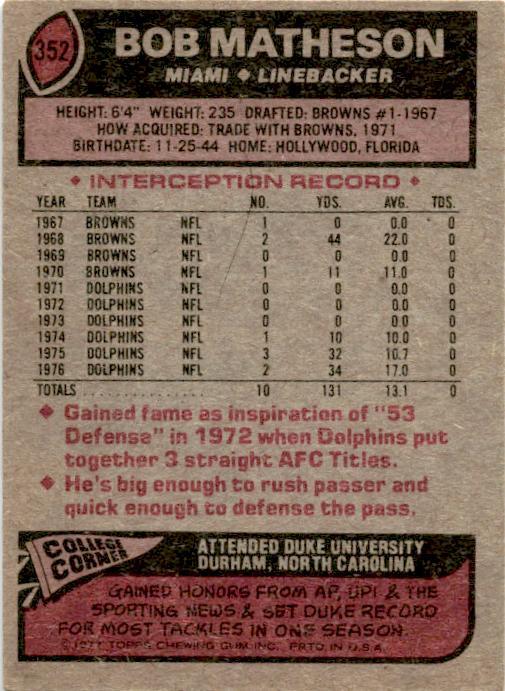 352
BOB MATHESON
MIAMI ◆ LINEBACKER
HEIGHT: 6'4" WEIGHT: 235 DRAFTED: BROWNS #1-1967
HOW ACQUIRED: TRADE WITH BROWNS, 1971
BIRTHDATE: 11-25-44 HOME: HOLLYWOOD, FLORIDA
◆ INTERCEPTION RECORD ◆
YEAR TEAM NO. YDS. AVG. TDS.
1967 BROWNS NFL 1 0 0.0 0
1968 BROWNS NFL 2 44 22.0 0
1969 BROWNS NFL 0 0 0.0 0
1970 BROWNS NFL 1 11 11.0 0
1971 DOLPHINS NFL 0 0 0.0 0
1972 DOLPHINS NFL 0 0 0.0 0
1973 DOLPHINS NFL 0 0 0.0 0
1974 DOLPHINS NFL 1 10 10.0 0
1975 DOLPHINS NFL 3 32 10.7 0
1976 DOLPHINS NFL 2 34 17.0 0
TOTALS .............. 10 131 13.1 0
◆ Gained fame as inspiration of "53
Defense" in 1972 when Dolphins put
together 3 straight AFC Titles.
◆ He's big enough to rush passer and
quick enough to defense the pass.
COLLEGE
CORNER
ATTENDED DUKE UNIVERSITY
DURHAM, NORTH CAROLINA
GAINED HONORS FROM AP, UPI & THE
SPORTING NEWS & SET DUKE RECORD
FOR MOST TACKLES IN ONE SEASON.
© 1977 TOPPS CHEWING GUM, INC. PRTD. IN U.S.A.